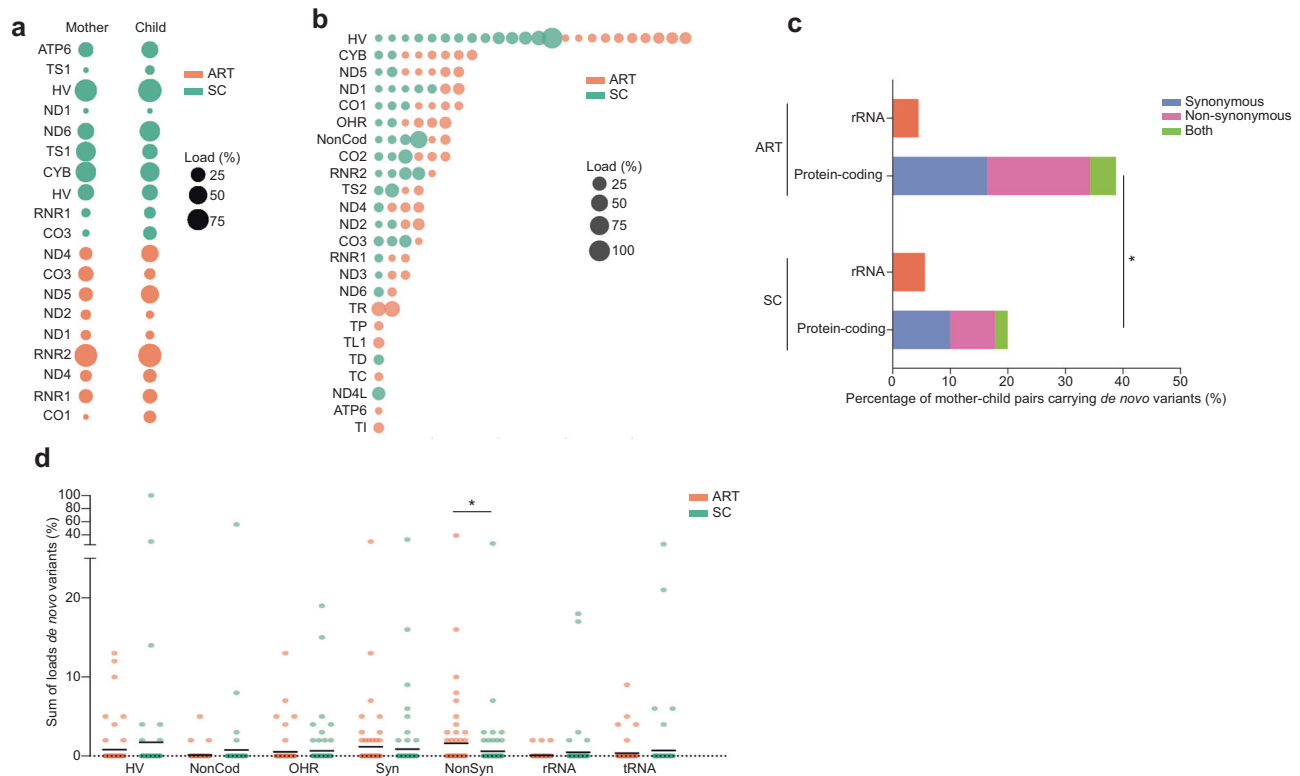 a
Mother Child
ATP6
TS1
HV
ND1
ND6
TS1
CYB
HV
RNR1
CO3
ND4
CO3
ND5
ND2
ND1
RNR2
ND4
RNR1
CO1
ART
SC
Load (%)
25
50
75
b
HV
CYB
ND5
ND1
CO1
OHR
NonCod
CO2
RNR2
TS2
ND4
ND2
CO3
RNR1
ND3
ND6
TR
TP
TL1
TD
TC
ND4L
ATP6
TI
ART
SC
Load (%)
25
50
75
100
c
Synonymous
Non-synonymous
Both
ART
rRNA
Protein-coding
SC
rRNA
Protein-coding
*
0 10 20 30 40 50
Percentage of mother-child pairs carrying de novo variants (%)
d
Sum of loads de novo variants (%)
100
80
60
40
20
10
0
*
ART
SC
HV NonCod OHR Syn NonSyn rRNA tRNA